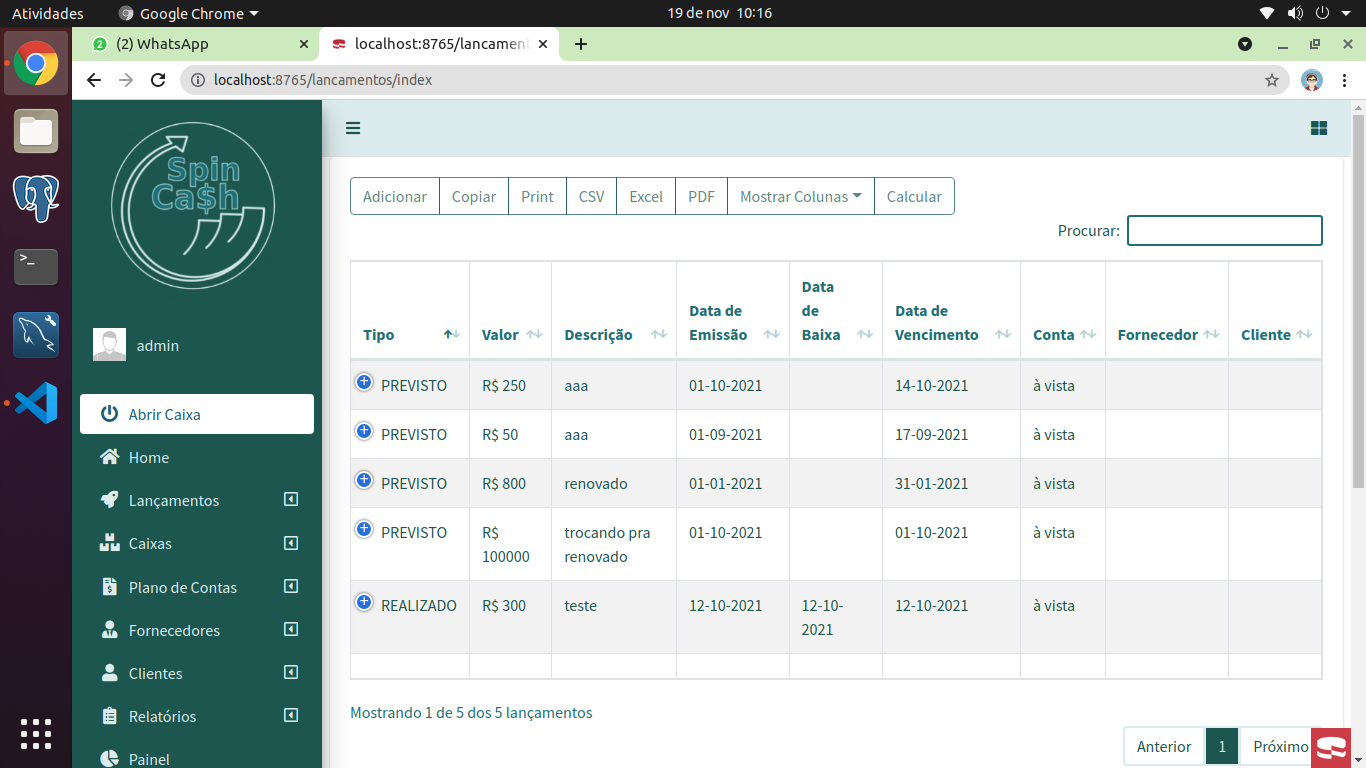 Atividades
Google Chrome
19 de nov 10:16
2
(2) WhatsApp
localhost:8765/lancament
localhost:8765/lancamentos/index
Spin
Ca$h
admin
Abrir Caixa
Home
Lançamentos
Caixas
Plano de Contas
Fornecedores
Clientes
Relatórios
Painel
Adicionar Copiar Print CSV Excel PDF Mostrar Colunas Calcular
Procurar:
Tipo Valor Descrição Data de Emissão Data de Baixa Data de Vencimento Conta Fornecedor Cliente
PREVISTO R$ 250 aaa 01-10-2021 14-10-2021 à vista
PREVISTO R$ 50 aaa 01-09-2021 17-09-2021 à vista
PREVISTO R$ 800 renovado 01-01-2021 31-01-2021 à vista
PREVISTO R$ 100000 trocando pra renovado 01-10-2021 01-10-2021 à vista
REALIZADO R$ 300 teste 12-10-2021 12-10-2021 12-10-2021 à vista
Mostrando 1 de 5 dos 5 lançamentos
Anterior 1 Próximo